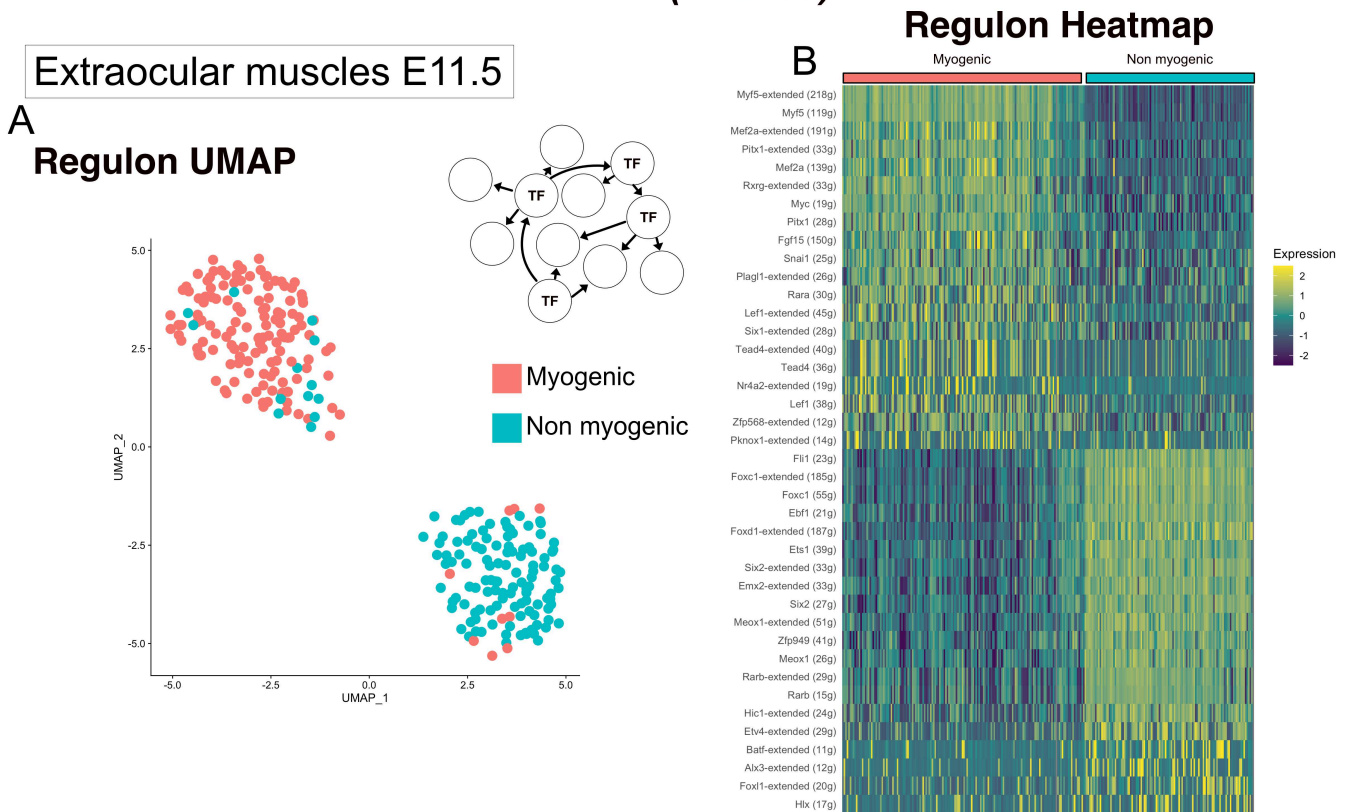 Extraocular muscles E11.5
A
Regulon UMAP
TF
TF
TF
TF
Myogenic
Non myogenic
5.0
2.5
0.0
-2.5
-5.0
UMAP_2
-5.0
-2.5
0.0
2.5
5.0
UMAP_1
Regulon Heatmap
B
Myogenic
Non myogenic
Myf5-extended (218g)
Myf5 (119g)
Mef2a-extended (191g)
Pitx1-extended (33g)
Mef2a (139g)
Rxrg-extended (33g)
Myc (19g)
Pitx1 (28g)
Fgf15 (150g)
Snai1 (25g)
Plagl1-extended (26g)
Rara (30g)
Lef1-extended (45g)
Six1-extended (28g)
Tead4-extended (40g)
Tead4 (36g)
Nr4a2-extended (19g)
Lef1 (38g)
Zfp568-extended (12g)
Pknox1-extended (14g)
Fli1 (23g)
Foxc1-extended (185g)
Foxc1 (55g)
Ebf1 (21g)
Foxd1-extended (187g)
Ets1 (39g)
Six2-extended (33g)
Emx2-extended (33g)
Six2 (27g)
Meox1-extended (51g)
Zfp949 (41g)
Meox1 (26g)
Rarb-extended (29g)
Rarb (15g)
Hic1-extended (24g)
Etv4-extended (29g)
Batf-extended (11g)
Alx3-extended (12g)
Foxl1-extended (20g)
Hlx (17g)
Expression
2
1
0
-1
-2